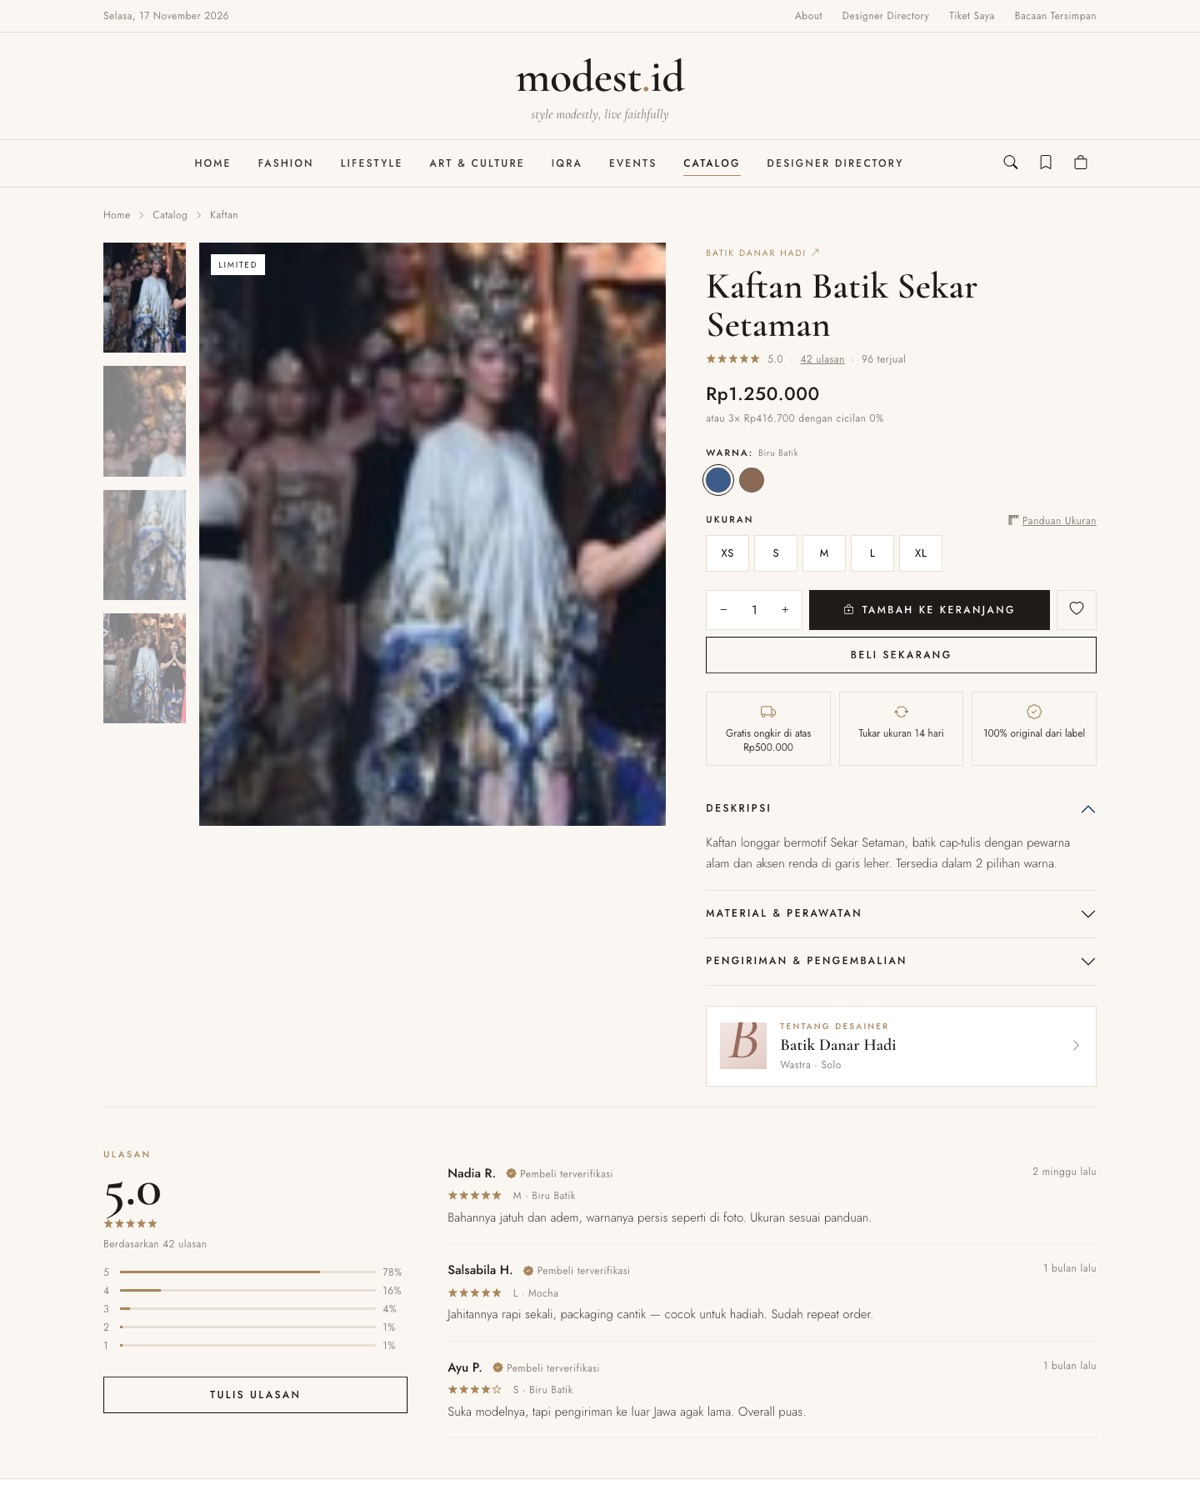 Selasa, 17 November 2026
About Designer Directory Tiket Saya Bacaan Tersimpan
modest.id
style modestly, live faithfully
HOME FASHION LIFESTYLE ART & CULTURE IQRA EVENTS CATALOG DESIGNER DIRECTORY
Home > Catalog > Kaftan
LIMITED
BATIK DANAR HADI ↗
Kaftan Batik Sekar
Setaman
★★★★★ 5.0 · 42 ulasan · 96 terjual
Rp1.250.000
atau 3× Rp416.700 dengan cicilan 0%
WARNA: Biru Batik
UKURAN Panduan Ukuran
XS S M L XL
− 1 + TAMBAH KE KERANJANG
BELI SEKARANG
Gratis ongkir di atas
Rp500.000
Tukar ukuran 14 hari
100% original dari label
DESKRIPSI
Kaftan longgar bermotif Sekar Setaman, batik cap-tulis dengan pewarna
alam dan aksen renda di garis leher. Tersedia dalam 2 pilihan warna.
MATERIAL & PERAWATAN
PENGIRIMAN & PENGEMBALIAN
B
TENTANG DESAINER
Batik Danar Hadi
Wastra · Solo
ULASAN
5.0
★★★★★
Berdasarkan 42 ulasan
5 78%
4 16%
3 4%
2 1%
1 1%
TULIS ULASAN
Nadia R. Pembeli terverifikasi 2 minggu lalu
★★★★★ M · Biru Batik
Bahannya jatuh dan adem, warnanya persis seperti di foto. Ukuran sesuai panduan.
Salsabila H. Pembeli terverifikasi 1 bulan lalu
★★★★★ L · Mocha
Jahitannya rapi sekali, packaging cantik — cocok untuk hadiah. Sudah repeat order.
Ayu P. Pembeli terverifikasi 1 bulan lalu
★★★★☆ S · Biru Batik
Suka modelnya, tapi pengiriman ke luar Jawa agak lama. Overall puas.